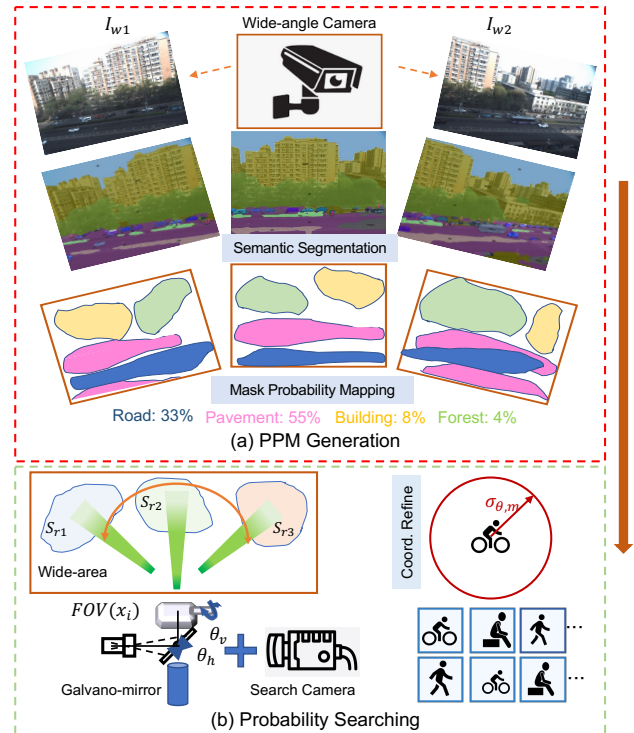 I_{w1}
Wide-angle Camera
I_{w2}
Semantic Segmentation
Mask Probability Mapping
Road: 33% Pavement: 55% Building: 8% Forest: 4%
(a) PPM Generation
S_{r1}
S_{r2}
S_{r3}
Wide-area
FOV(x_i)
θ_v
θ_h
Galvano-mirror
Search Camera
Coord. Refine
σ_{θ,m}
...
...
(b) Probability Searching